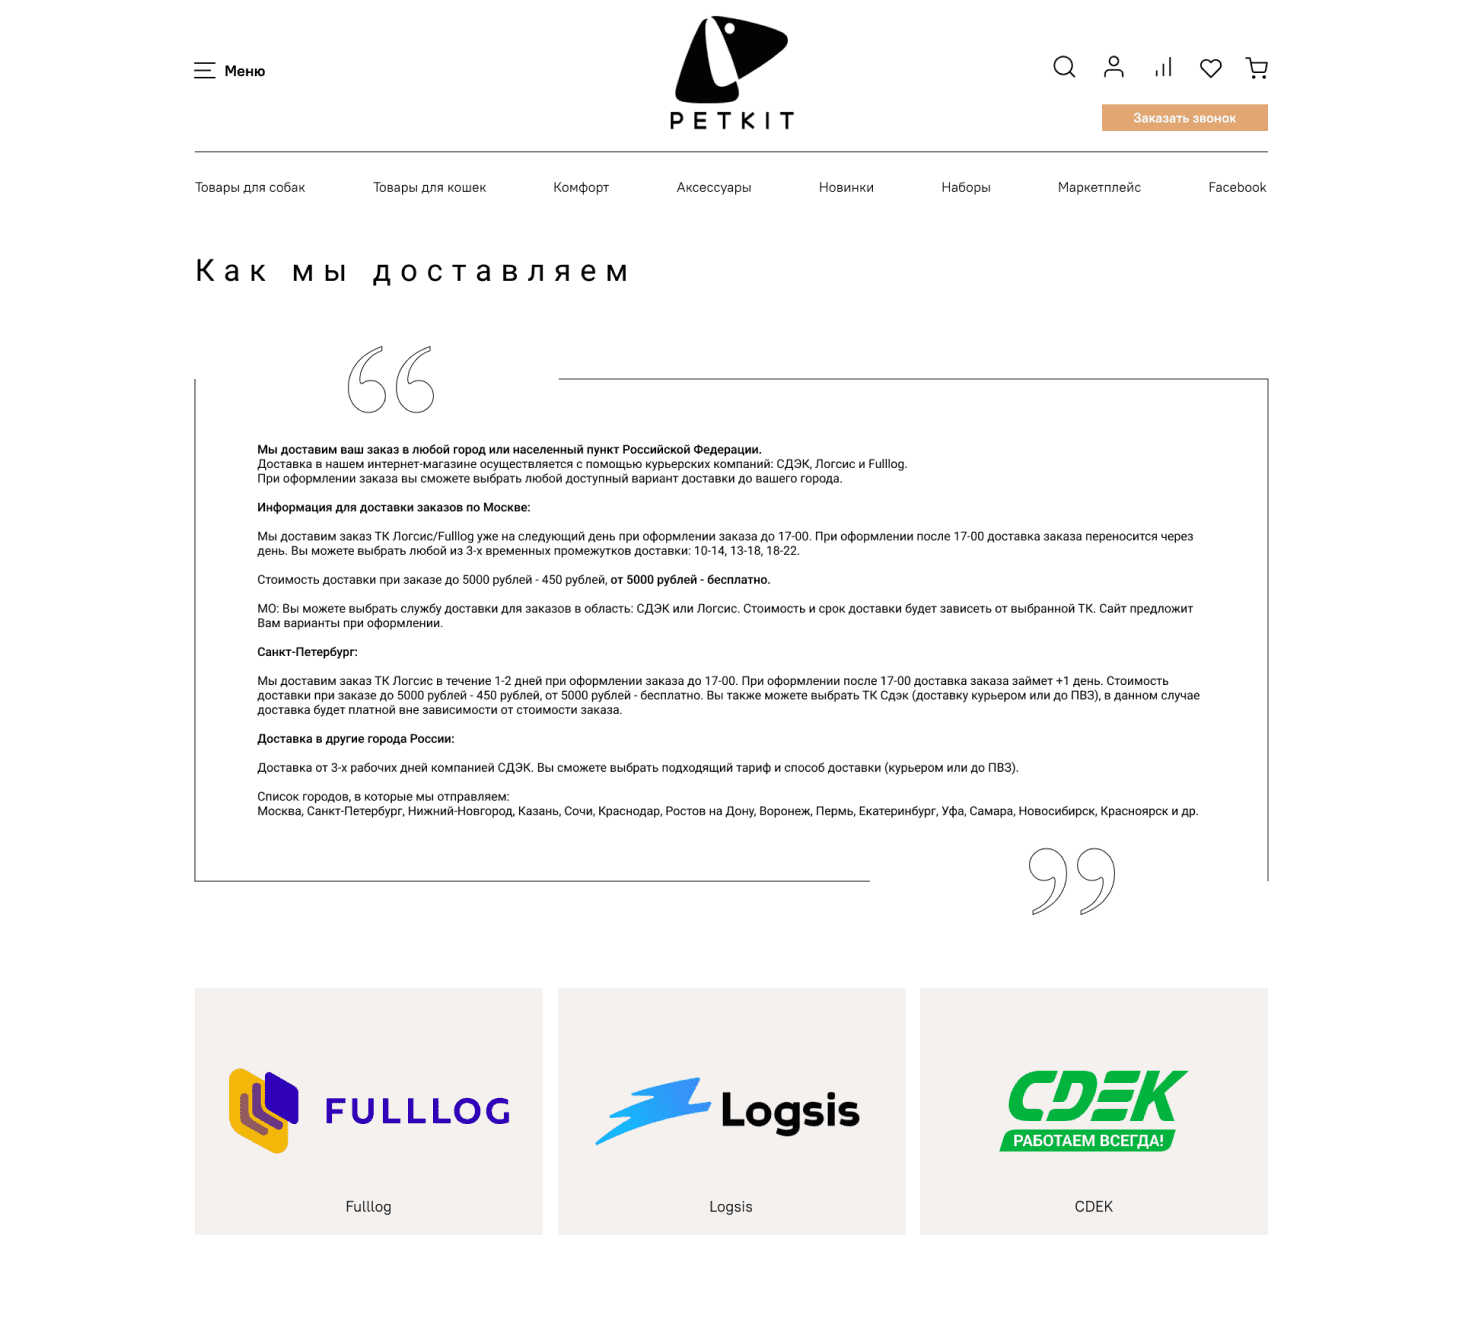 Меню
PETKIT
Заказать звонок
Товары для собак
Товары для кошек
Комфорт
Аксессуары
Новинки
Наборы
Маркетплейс
Facebook
Как мы доставляем
“
Мы доставим ваш заказ в любой город или населенный пункт Российской Федерации.
Доставка в нашем интернет-магазине осуществляется с помощью курьерских компаний: СДЭК, Логсис и Fulllog.
При оформлении заказа вы сможете выбрать любой доступный вариант доставки до вашего города.
Информация для доставки заказов по Москве:
Мы доставим заказ ТК Логсис/Fulllog уже на следующий день при оформлении заказа до 17-00. При оформлении после 17-00 доставка заказа переносится через
день. Вы можете выбрать любой из 3-х временных промежутков доставки: 10-14, 13-18, 18-22.
Стоимость доставки при заказе до 5000 рублей - 450 рублей, от 5000 рублей - бесплатно.
МО: Вы можете выбрать службу доставки для заказов в область: СДЭК или Логсис. Стоимость и срок доставки будет зависеть от выбранной ТК. Сайт предложит
Вам варианты при оформлении.
Санкт-Петербург:
Мы доставим заказ ТК Логсис в течение 1-2 дней при оформлении заказа до 17-00. При оформлении после 17-00 доставка заказа займет +1 день. Стоимость
доставки при заказе до 5000 рублей - 450 рублей, от 5000 рублей - бесплатно. Вы также можете выбрать ТК Сдэк (доставку курьером или до ПВЗ), в данном случае
доставка будет платной вне зависимости от стоимости заказа.
Доставка в другие города России:
Доставка от 3-х рабочих дней компанией СДЭК. Вы сможете выбрать подходящий тариф и способ доставки (курьером или до ПВЗ).
Список городов, в которые мы отправляем:
Москва, Санкт-Петербург, Нижний-Новгород, Казань, Сочи, Краснодар, Ростов на Дону, Воронеж, Пермь, Екатеринбург, Уфа, Самара, Новосибирск, Красноярск и др.
”
FULLLOG
Fulllog
Logsis
Logsis
CDEK
РАБОТАЕМ ВСЕГДА!
CDEK